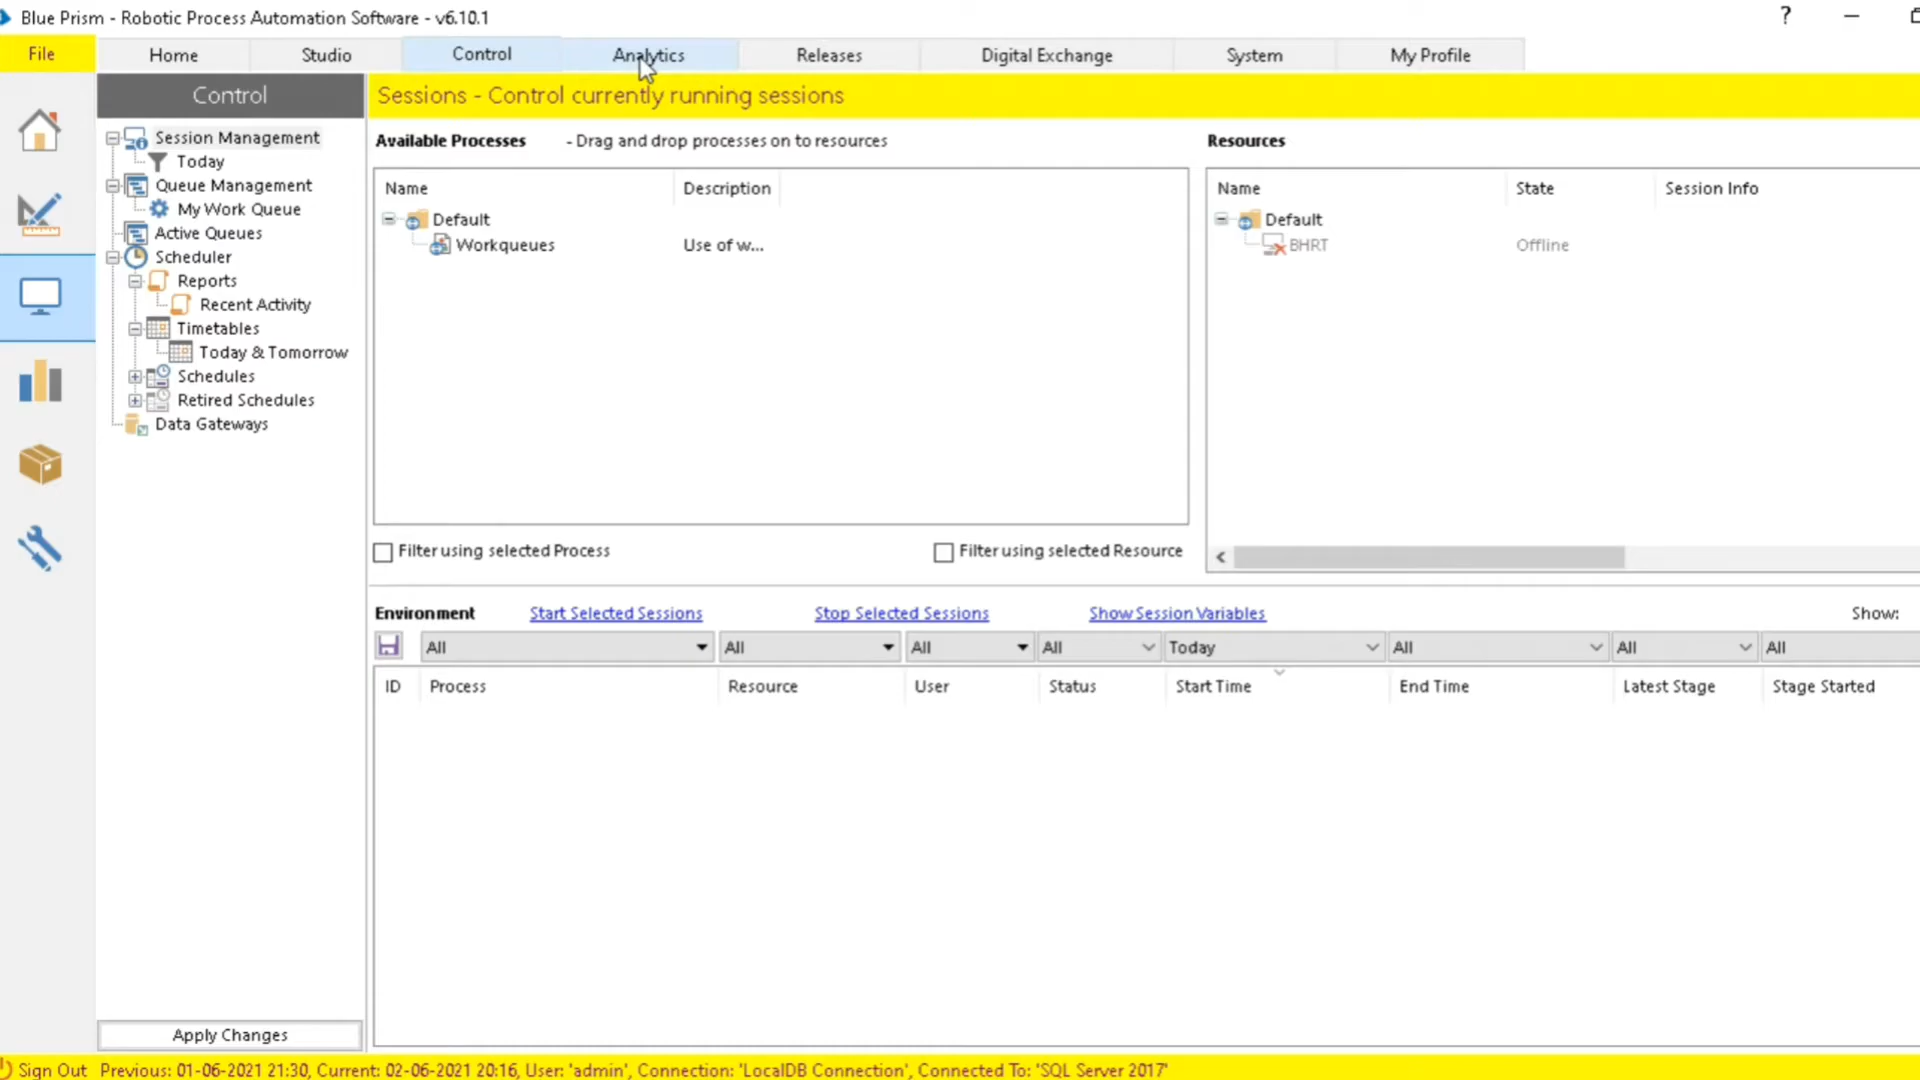 Blue Prism - Robotic Process Automation Software - v6.10.1
?
File Home Studio Control Analytics Releases Digital Exchange System My Profile
Control
Sessions - Control currently running sessions
Session Management
Today
Queue Management
My Work Queue
Active Queues
Scheduler
Reports
Recent Activity
Timetables
Today & Tomorrow
Schedules
Retired Schedules
Data Gateways
Apply Changes
Available Processes - Drag and drop processes on to resources
Name Description
Default
Workqueues Use of w...
Resources
Name State Session Info
Default
BHRT Offline
Filter using selected Process Filter using selected Resource
Environment Start Selected Sessions Stop Selected Sessions Show Session Variables Show:
All All All All Today All All All
ID Process Resource User Status Start Time End Time Latest Stage Stage Started
Sign Out Previous: 01-06-2021 21:30, Current: 02-06-2021 20:16, User: 'admin', Connection: 'LocalDB Connection', Connected To: 'SQL Server 2017'